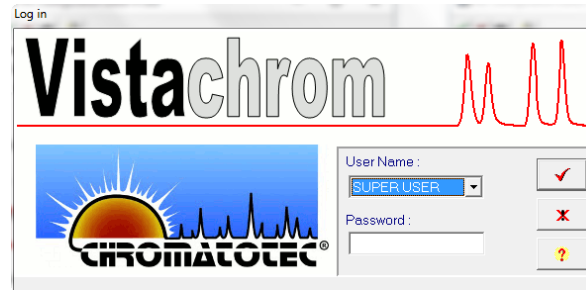 Log in
Vistachrom
User Name :
SUPER USER
Password :
CHROMATOTEC®
?